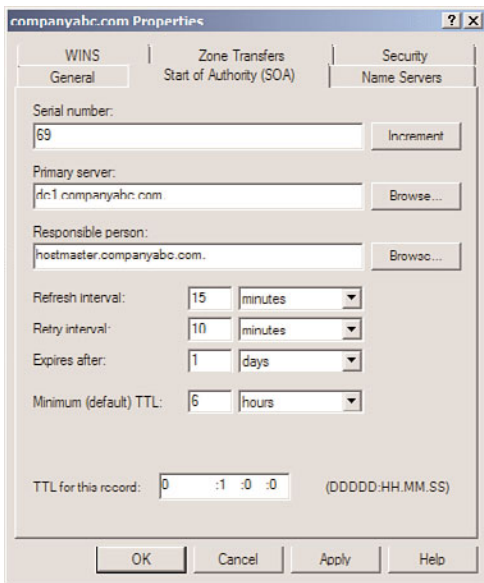 companyabc.com Properties
WINS Zone Transfers Security
General Start of Authority (SOA) Name Servers
Serial number:
69 Increment
Primary server:
dc1.companyabc.com. Browse...
Responsible person:
hostmaster.companyabc.com. Browse...
Refresh interval: 15 minutes
Retry interval: 10 minutes
Expires after: 1 days
Minimum (default) TTL: 6 hours
TTL for this record: 0 :1 :0 :0 (DDDDD:HH.MM.SS)
OK Cancel Apply Help